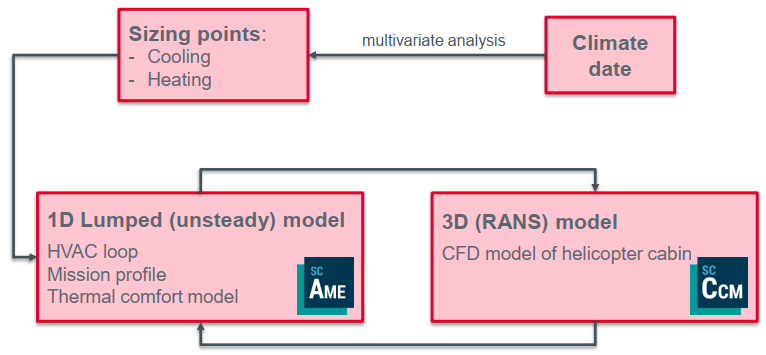 Sizing points:
- Cooling
- Heating
multivariate analysis
Climate
date
1D Lumped (unsteady) model
HVAC loop
Mission profile
Thermal comfort model
SC
AME
3D (RANS) model
CFD model of helicopter cabin
SC
CCM